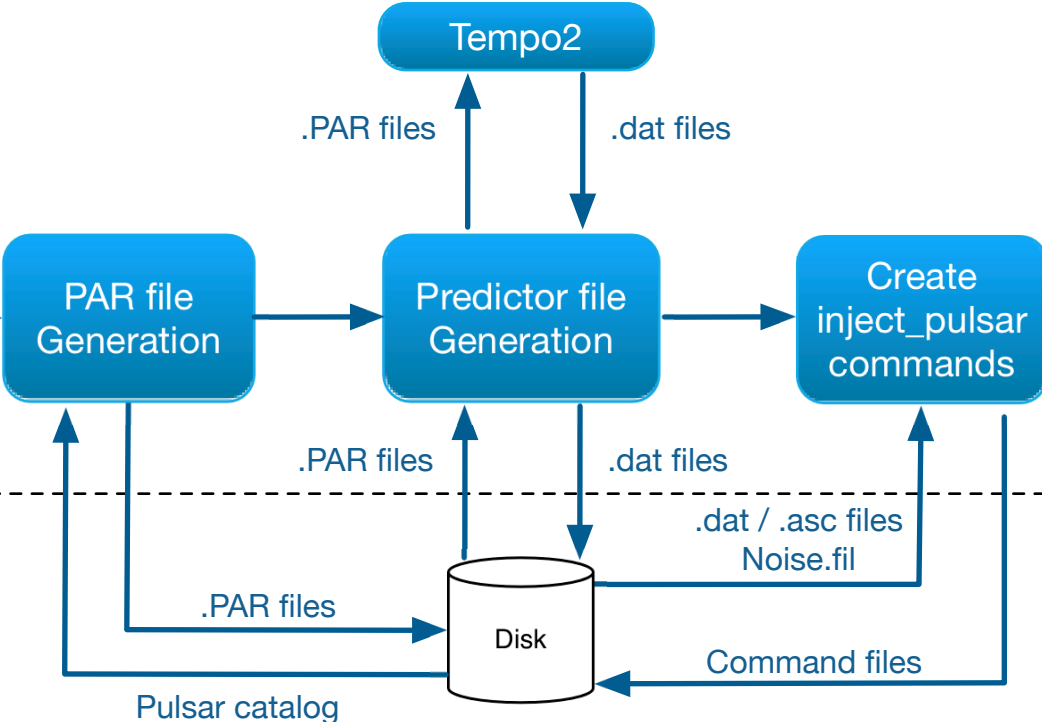 Tempo2
.PAR files
.dat files
PAR file
Generation
Predictor file
Generation
Create
inject_pulsar
commands
.PAR files
.dat files
.dat / .asc files
Noise.fil
.PAR files
Disk
Command files
Pulsar catalog